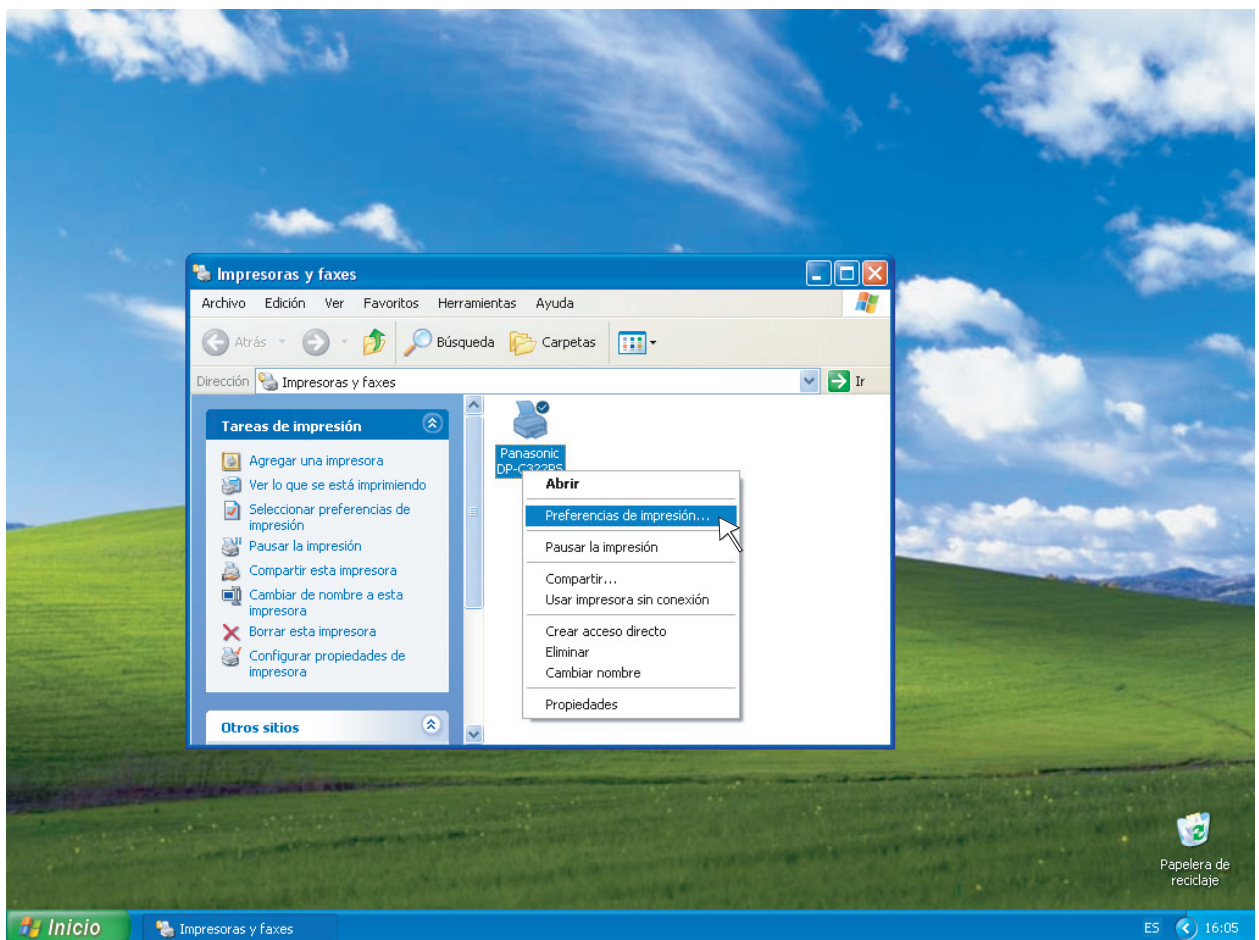 Impresoras y faxes
Archivo Edición Ver Favoritos Herramientas Ayuda
Atrás Búsqueda Carpetas
Dirección Impresoras y faxes Ir
Tareas de impresión
Agregar una impresora
Ver lo que se está imprimiendo
Seleccionar preferencias de
impresión
Pausar la impresión
Compartir esta impresora
Cambiar de nombre a esta
impresora
Borrar esta impresora
Configurar propiedades de
impresora
Otros sitios
Panasonic
DP-C322PS
Abrir
Preferencias de impresión...
Pausar la impresión
Compartir...
Usar impresora sin conexión
Crear acceso directo
Eliminar
Cambiar nombre
Propiedades
Papelera de
reciclaje
Inicio Impresoras y faxes ES 16:05